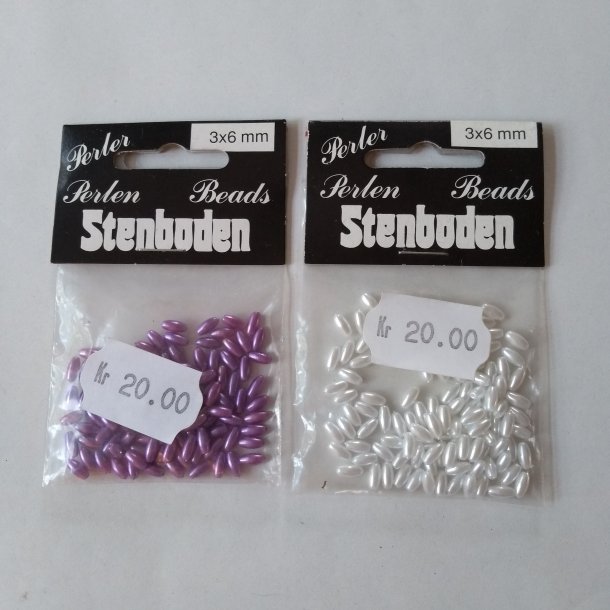 Perler
3x6 mm
Perlen Beads
Stenboden
Kr 20.00
Perler
3x6 mm
Perlen Beads
Stenboden
Kr 20.00